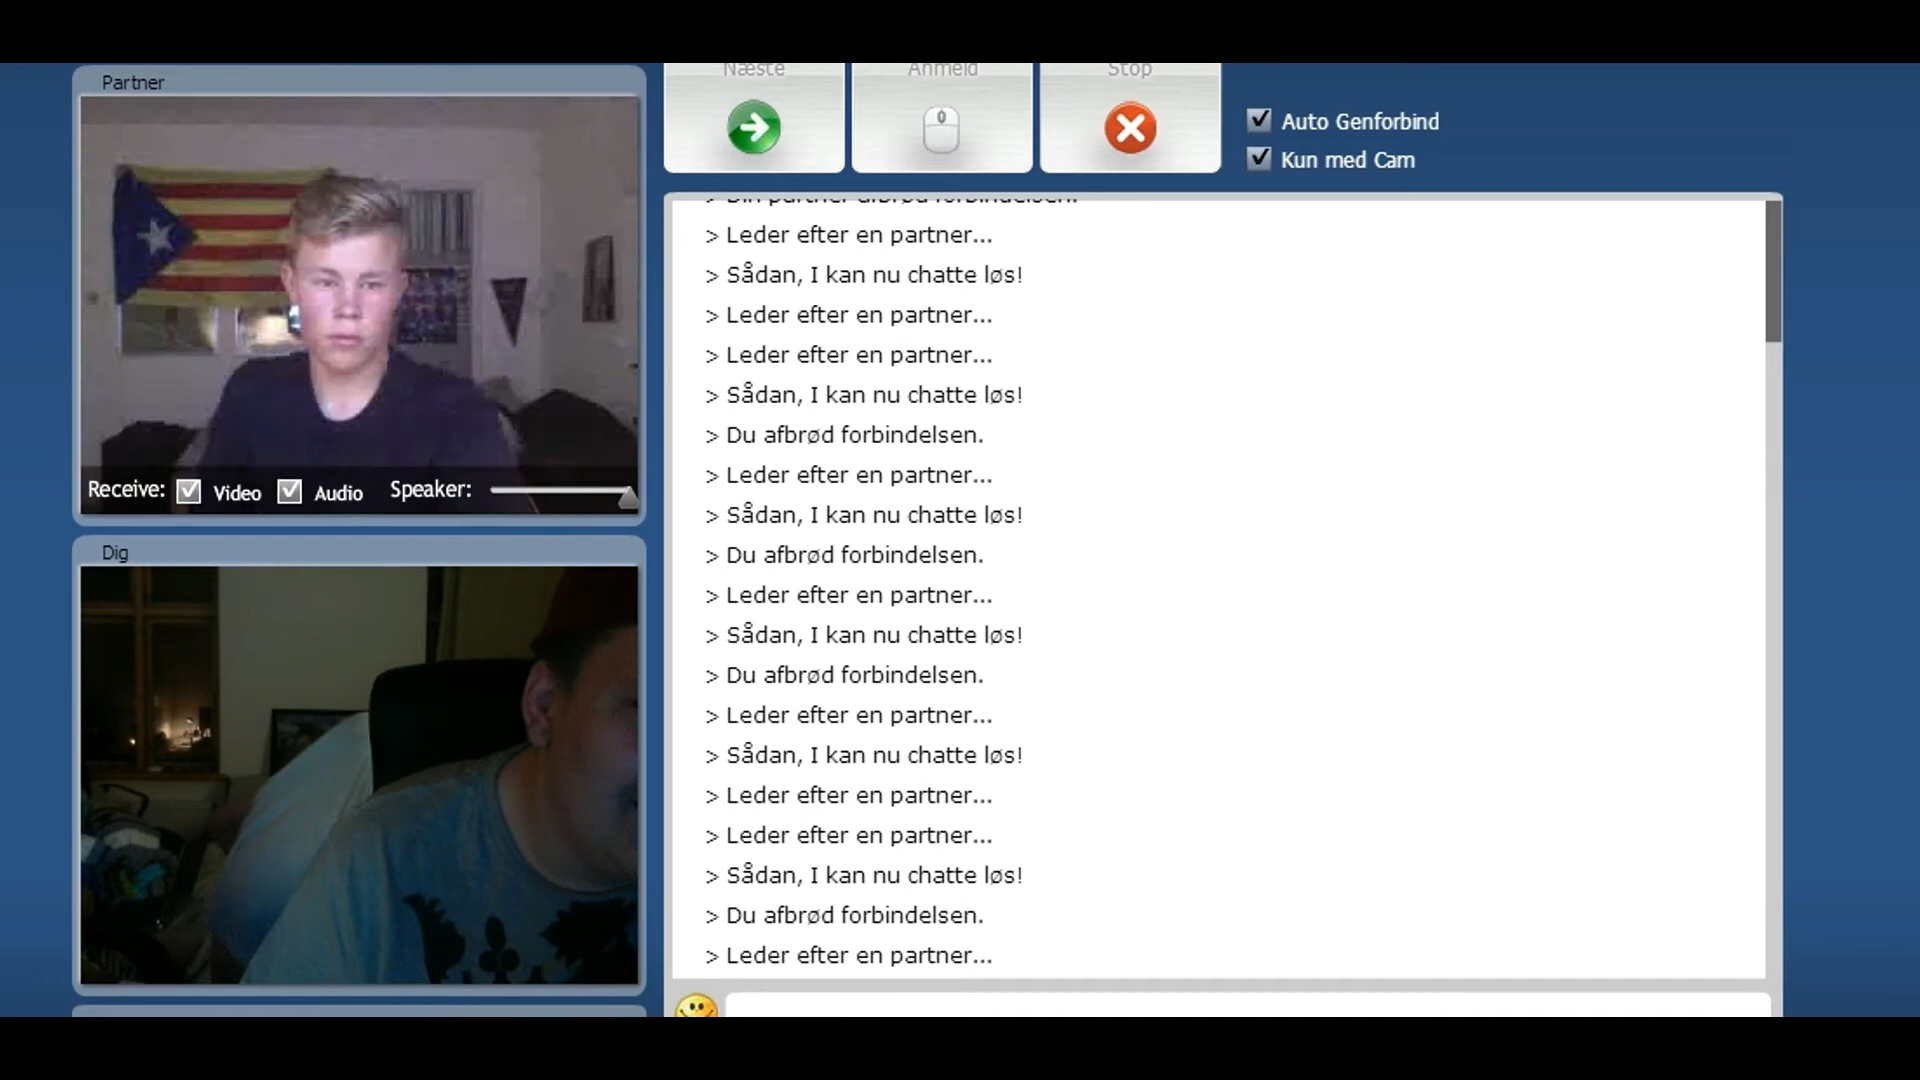 Partner
Næste
Anmeld
Stop
Auto Genforbind
Kun med Cam
Receive: Video Audio Speaker:
Dig
> Din partner afbrød forbindelsen.
> Leder efter en partner...
> Sådan, I kan nu chatte løs!
> Leder efter en partner...
> Leder efter en partner...
> Sådan, I kan nu chatte løs!
> Du afbrød forbindelsen.
> Leder efter en partner...
> Sådan, I kan nu chatte løs!
> Du afbrød forbindelsen.
> Leder efter en partner...
> Sådan, I kan nu chatte løs!
> Du afbrød forbindelsen.
> Leder efter en partner...
> Sådan, I kan nu chatte løs!
> Leder efter en partner...
> Leder efter en partner...
> Sådan, I kan nu chatte løs!
> Du afbrød forbindelsen.
> Leder efter en partner...